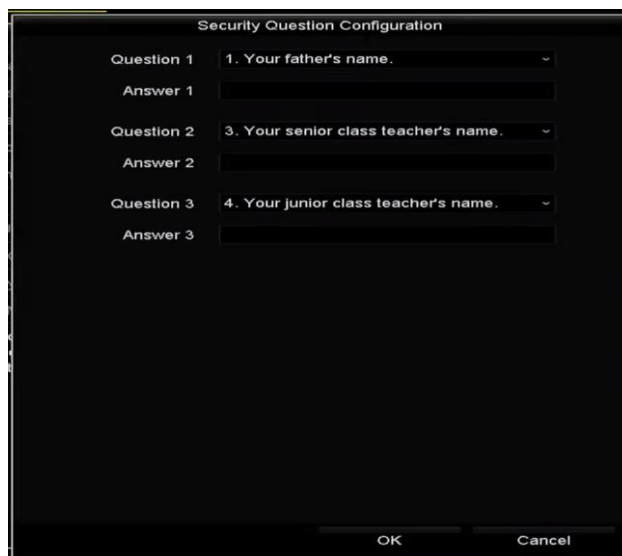 Security Question Configuration
Question 1 1. Your father's name.
Answer 1
Question 2 3. Your senior class teacher's name.
Answer 2
Question 3 4. Your junior class teacher's name.
Answer 3
OK Cancel